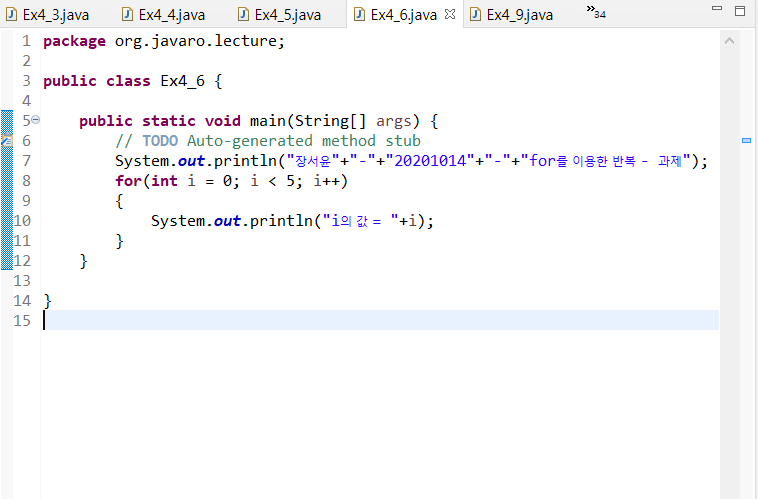 Ex4_3.java Ex4_4.java Ex4_5.java Ex4_6.java Ex4_9.java »34
1 package org.javaro.lecture;
2
3 public class Ex4_6 {
4
5 public static void main(String[] args) {
6 // TODO Auto-generated method stub
7 System.out.println("장서윤"+"-"+"20201014"+"-"+"for를 이용한 반복 - 과제");
8 for(int i = 0; i < 5; i++)
9 {
10 System.out.println("i의 값 = "+i);
11 }
12 }
13
14 }
15